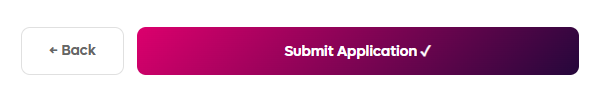 ← Back
Submit Application ✓